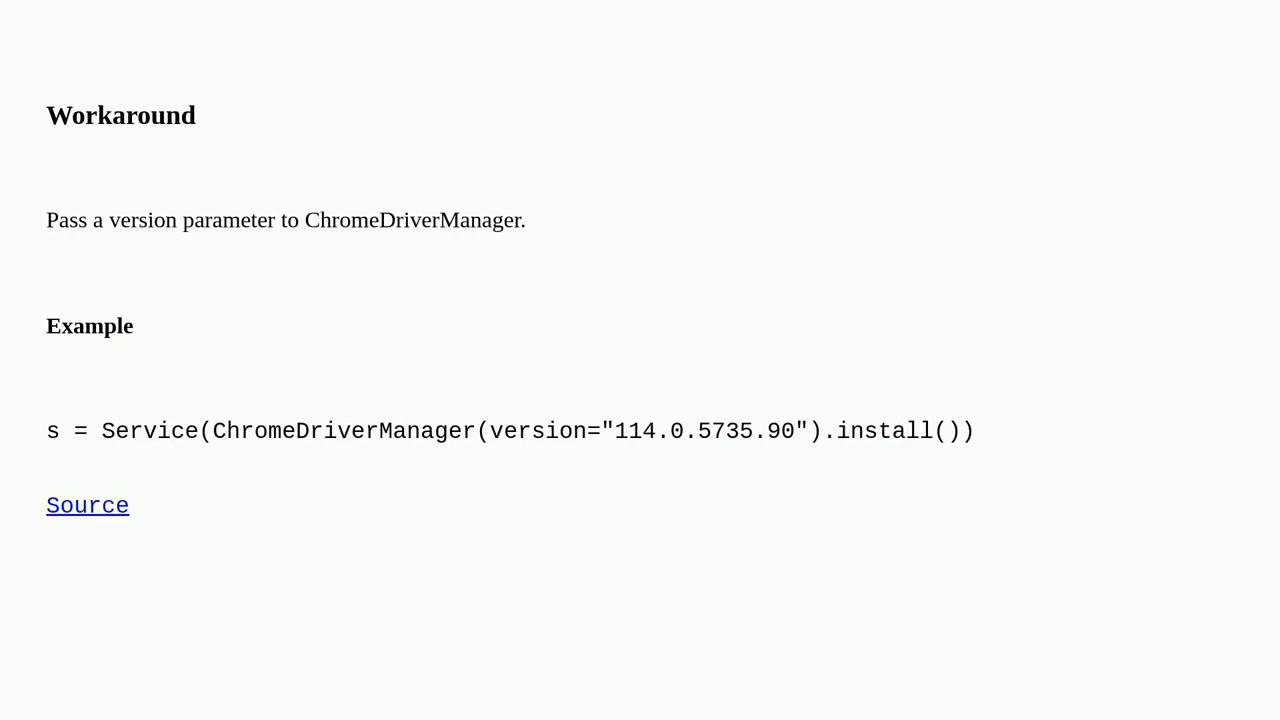 Workaround
Pass a version parameter to ChromeDriverManager.
Example
s = Service(ChromeDriverManager(version="114.0.5735.90").install())
Source